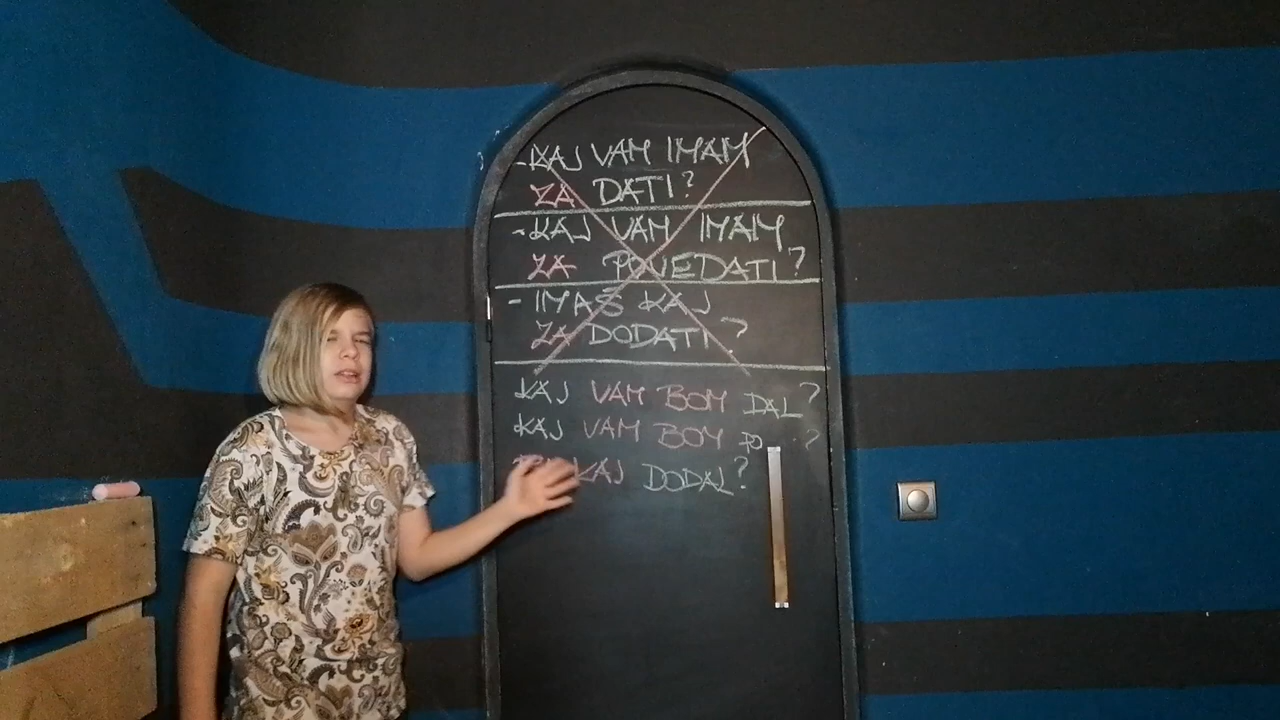 - KAJ VAM IMAM
ZA DATI?
- KAJ VAM IMAM
ZA POVEDATI?
- IMAŠ KAJ
ZA DODATI?
KAJ VAM BOM DAL?
KAJ VAM BOM PO ?
KAJ DODAL?